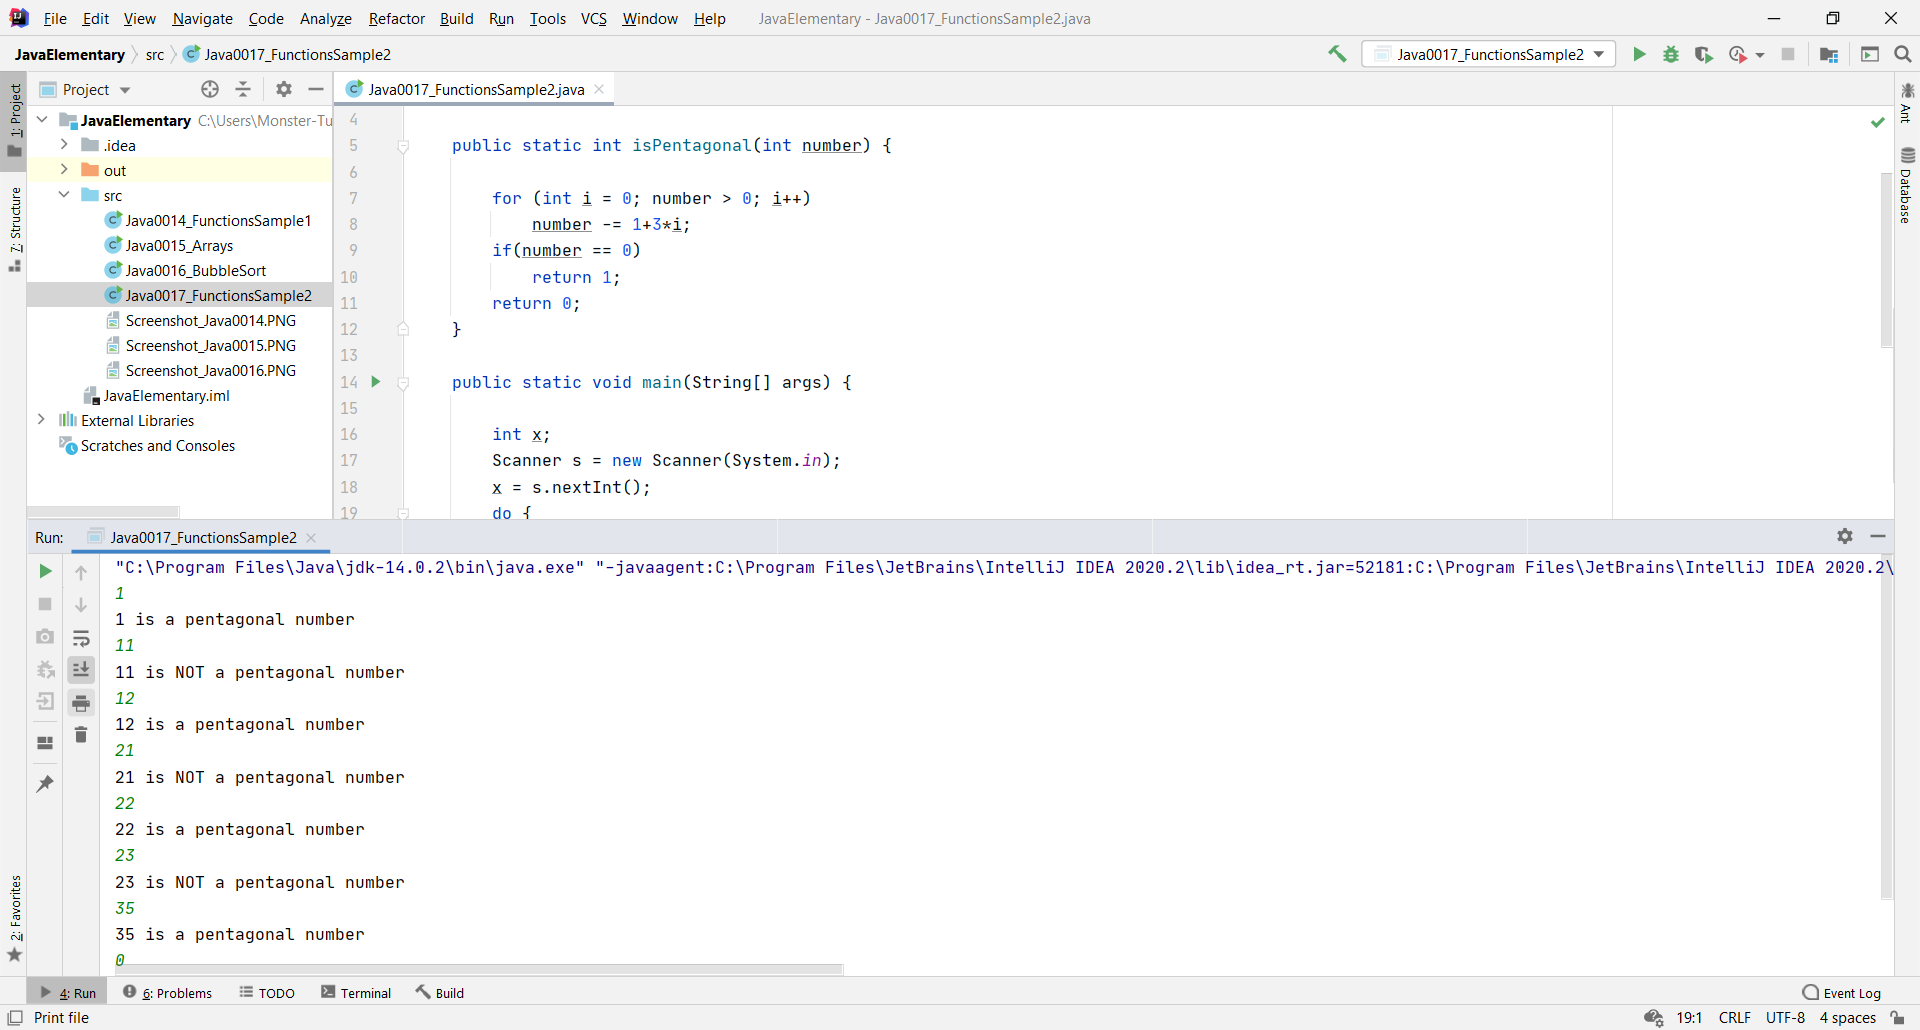 File Edit View Navigate Code Analyze Refactor Build Run Tools VCS Window Help JavaElementary - Java0017_FunctionsSample2.java
JavaElementary src Java0017_FunctionsSample2 Java0017_FunctionsSample2
1: Project
7: Structure
2: Favorites
Project
JavaElementary C:\Users\Monster-Tu
.idea
out
src
Java0014_FunctionsSample1
Java0015_Arrays
Java0016_BubbleSort
Java0017_FunctionsSample2
Screenshot_Java0014.PNG
Screenshot_Java0015.PNG
Screenshot_Java0016.PNG
JavaElementary.iml
External Libraries
Scratches and Consoles
Java0017_FunctionsSample2.java
4
5 public static int isPentagonal(int number) {
6
7 for (int i = 0; number > 0; i++)
8 number -= 1+3*i;
9 if(number == 0)
10 return 1;
11 return 0;
12 }
13
14 public static void main(String[] args) {
15
16 int x;
17 Scanner s = new Scanner(System.in);
18 x = s.nextInt();
19 do {
Ant
Database
Run: Java0017_FunctionsSample2
"C:\Program Files\Java\jdk-14.0.2\bin\java.exe" "-javaagent:C:\Program Files\JetBrains\IntelliJ IDEA 2020.2\lib\idea_rt.jar=52181:C:\Program Files\JetBrains\IntelliJ IDEA 2020.2\
1
1 is a pentagonal number
11
11 is NOT a pentagonal number
12
12 is a pentagonal number
21
21 is NOT a pentagonal number
22
22 is a pentagonal number
23
23 is NOT a pentagonal number
35
35 is a pentagonal number
0
4: Run 6: Problems TODO Terminal Build Event Log
Print file 19:1 CRLF UTF-8 4 spaces